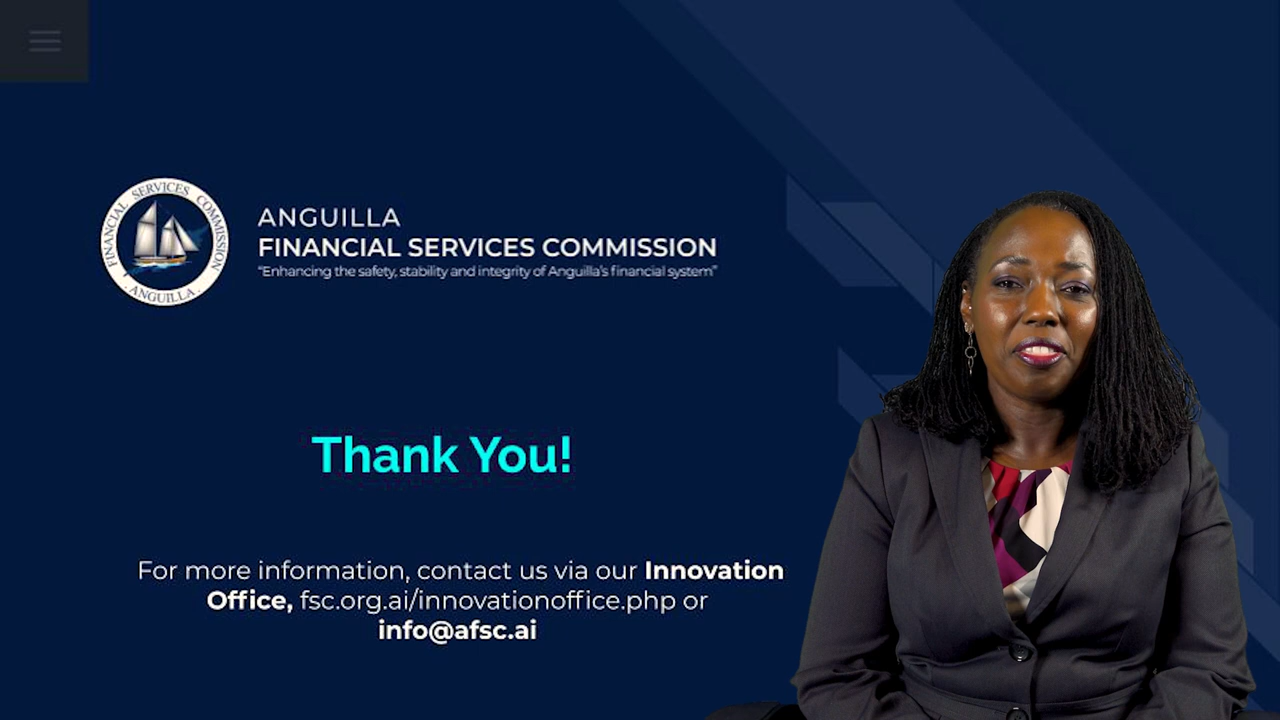 FINANCIAL SERVICES COMMISSION
· ANGUILLA ·
ANGUILLA
FINANCIAL SERVICES COMMISSION
"Enhancing the safety, stability and integrity of Anguilla's financial system"
Thank You!
For more information, contact us via our Innovation
Office, fsc.org.ai/innovationoffice.php or
info@afsc.ai